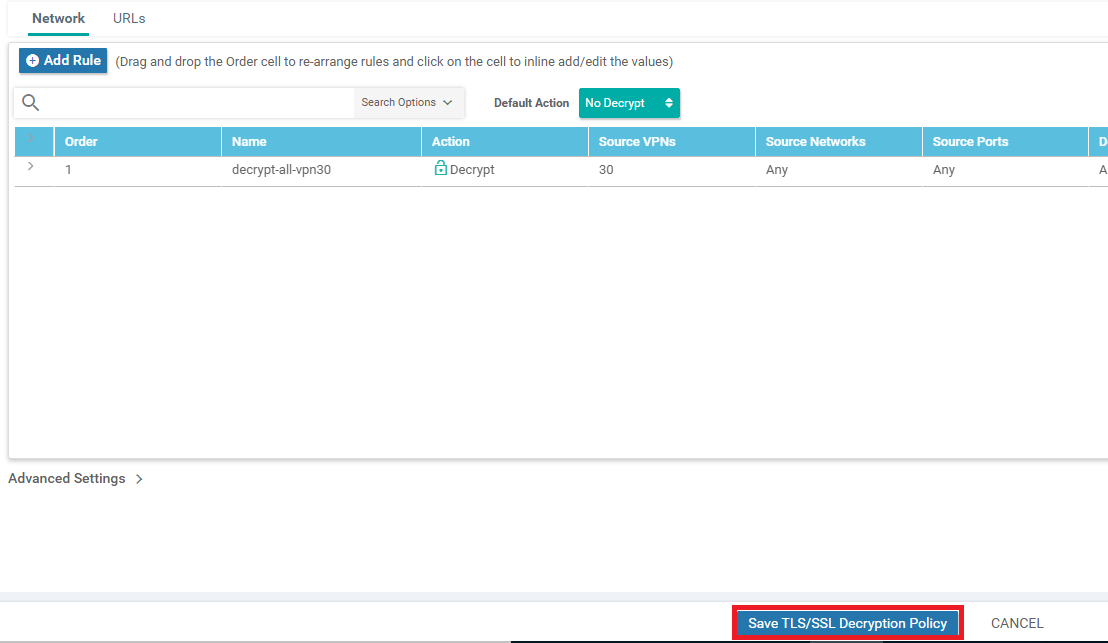 Network URLs
Add Rule (Drag and drop the Order cell to re-arrange rules and click on the cell to inline add/edit the values)
Search Options Default Action No Decrypt
Order Name Action Source VPNs Source Networks Source Ports D
1 decrypt-all-vpn30 Decrypt 30 Any Any A
Advanced Settings
Save TLS/SSL Decryption Policy CANCEL